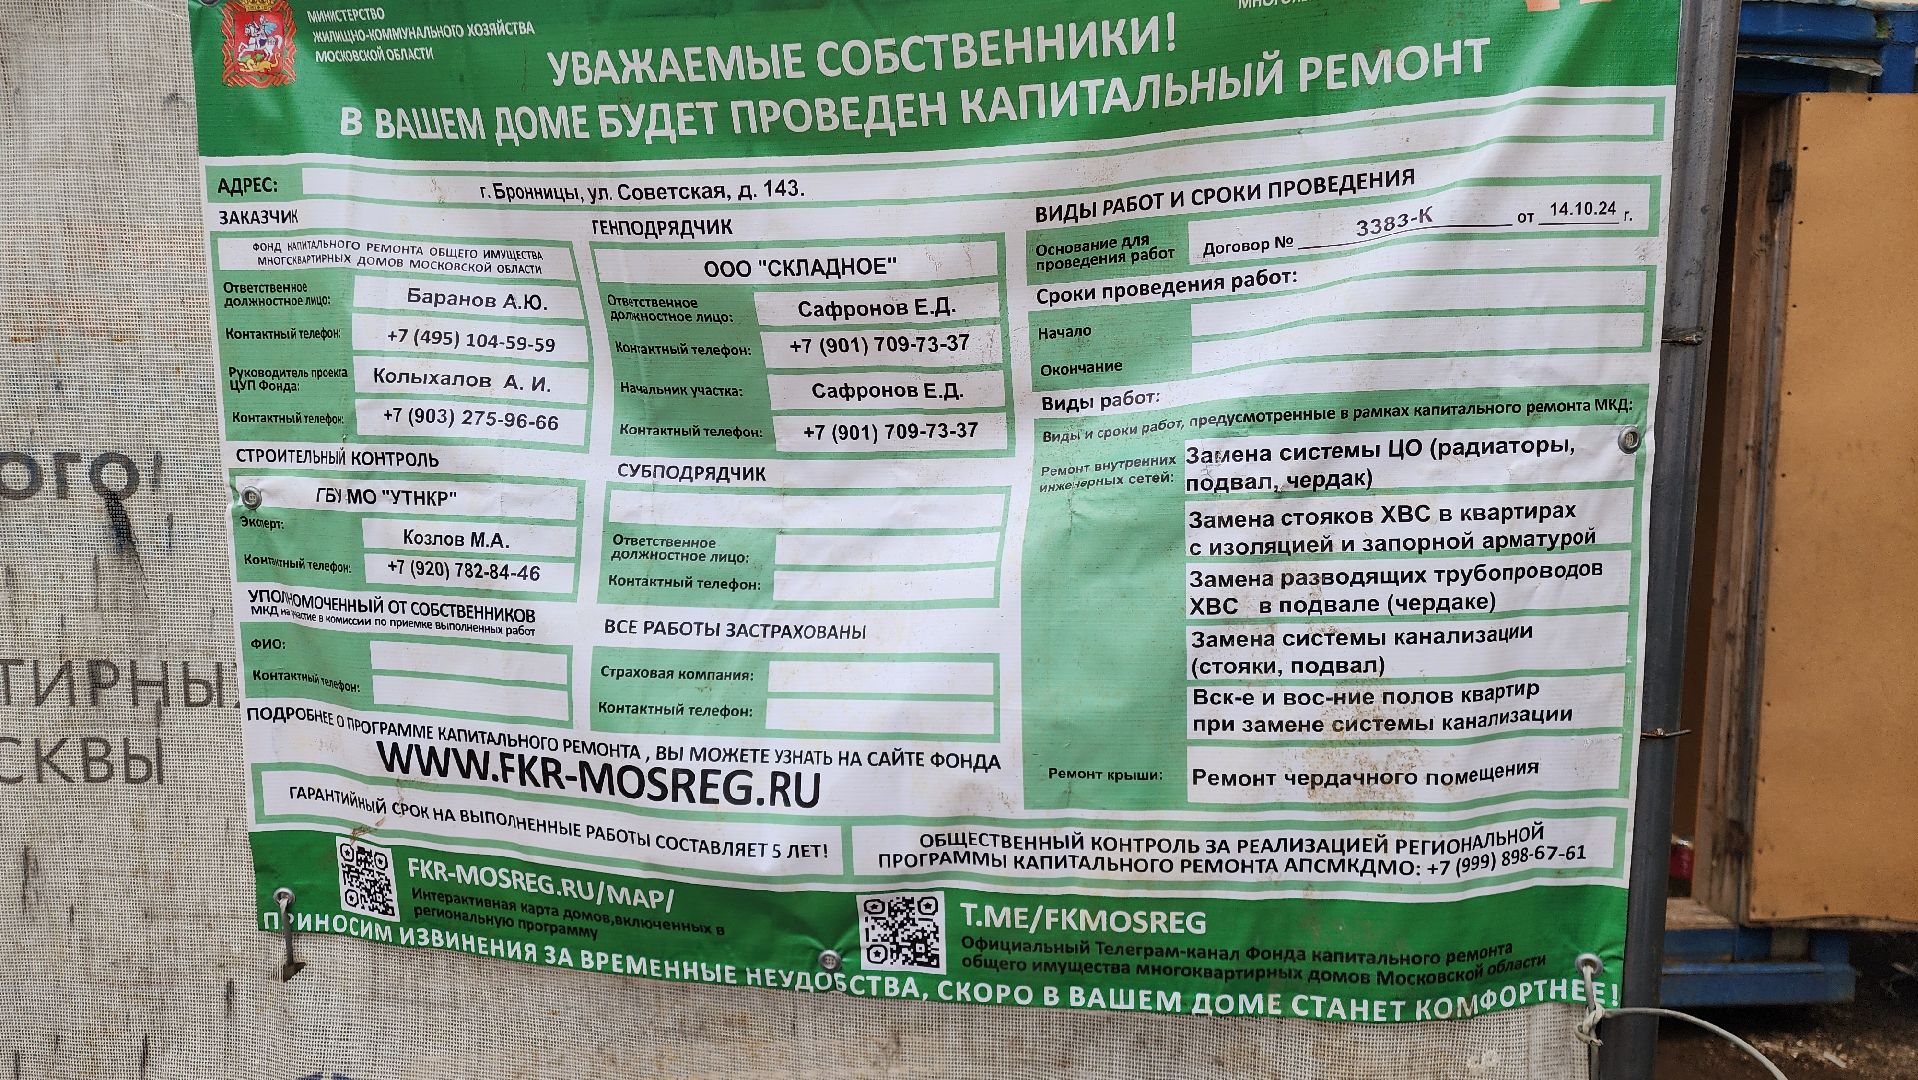 МИНИСТЕРСТВО
ЖИЛИЩНО-КОММУНАЛЬНОГО ХОЗЯЙСТВА
МОСКОВСКОЙ ОБЛАСТИ
УВАЖАЕМЫЕ СОБСТВЕННИКИ!
В ВАШЕМ ДОМЕ БУДЕТ ПРОВЕДЕН КАПИТАЛЬНЫЙ РЕМОНТ
АДРЕС: г.Бронницы, ул. Советская, д. 143.
ЗАКАЗЧИК
ФОНД КАПИТАЛЬНОГО РЕМОНТА ОБЩЕГО ИМУЩЕСТВА
МНОГСКВАРТИРНЫХ ДОМОВ МОСКОВСКОЙ ОБЛАСТИ
Ответственное
должностное лицо: Баранов А.Ю.
Контактный телефон: +7 (495) 104-59-59
Руководитель проекта
ЦУП Фонда: Колыхалов А. И.
Контактный телефон: +7 (903) 275-96-66
СТРОИТЕЛЬНЫЙ КОНТРОЛЬ
ГБУ МО "УТНКР"
Эксперт: Козлов М.А.
Контактный телефон: +7 (920) 782-84-46
УПОЛНОМОЧЕННЫЙ ОТ СОБСТВЕННИКОВ
МКД на участие в комиссии по приемке выполненных работ
ФИО:
Контактный телефон:
ГЕНПОДРЯДЧИК
ООО "СКЛАДНОЕ"
Ответственное
должностное лицо: Сафронов Е.Д.
Контактный телефон: +7 (901) 709-73-37
Начальник участка: Сафронов Е.Д.
Контактный телефон: +7 (901) 709-73-37
СУБПОДРЯДЧИК
Ответственное
должностное лицо:
Контактный телефон:
ВСЕ РАБОТЫ ЗАСТРАХОВАНЫ
Страховая компания:
Контактный телефон:
ПОДРОБНЕЕ О ПРОГРАММЕ КАПИТАЛЬНОГО РЕМОНТА , ВЫ МОЖЕТЕ УЗНАТЬ НА САЙТЕ ФОНДА
WWW.FKR-MOSREG.RU
ГАРАНТИЙНЫЙ СРОК НА ВЫПОЛНЕННЫЕ РАБОТЫ СОСТАВЛЯЕТ 5 ЛЕТ!
ВИДЫ РАБОТ И СРОКИ ПРОВЕДЕНИЯ
Основание для
проведения работ Договор № 3383-К от 14.10.24 г.
Сроки проведения работ:
Начало
Окончание
Виды работ:
Виды и сроки работ, предусмотренные в рамках капитального ремонта МКД:
Ремонт внутренних
инженерных сетей:
Замена системы ЦО (радиаторы,
подвал, чердак)
Замена стояков ХВС в квартирах
с изоляцией и запорной арматурой
Замена разводящих трубопроводов
ХВС в подвале (чердаке)
Замена системы канализации
(стояки, подвал)
Вск-е и вос-ние полов квартир
при замене системы канализации
Ремонт крыши: Ремонт чердачного помещения
ОБЩЕСТВЕННЫЙ КОНТРОЛЬ ЗА РЕАЛИЗАЦИЕЙ РЕГИОНАЛЬНОЙ
ПРОГРАММЫ КАПИТАЛЬНОГО РЕМОНТА АПСМКДМО: +7 (999) 898-67-61
FKR-MOSREG.RU/MAP/
Интерактивная карта домов,включенных в
региональную программу
T.ME/FKMOSREG
Официальный Телеграм-канал Фонда капитального ремонта
общего имущества многоквартирных домов Московской области
ПРИНОСИМ ИЗВИНЕНИЯ ЗА ВРЕМЕННЫЕ НЕУДОБСТВА, СКОРО В ВАШЕМ ДОМЕ СТАНЕТ КОМФОРТНЕЕ!
ОГО!
ТИРНЫ
СКВЫ